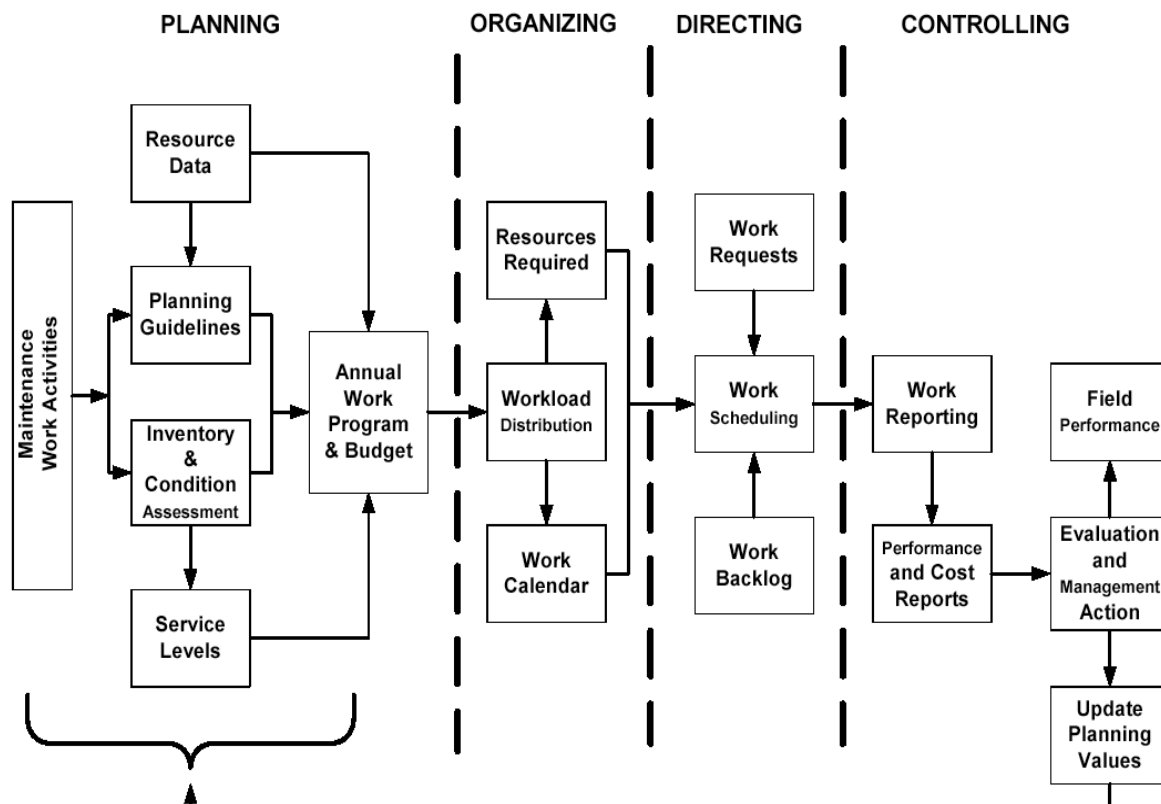 PLANNING
ORGANIZING
DIRECTING
CONTROLLING
Maintenance
Work Activities
Resource
Data
Planning
Guidelines
Inventory
&
Condition
Assessment
Service
Levels
Annual
Work
Program
& Budget
Resources
Required
Workload
Distribution
Work
Calendar
Work
Requests
Work
Scheduling
Work
Backlog
Work
Reporting
Performance
and Cost
Reports
Field
Performance
Evaluation
and
Management
Action
Update
Planning
Values